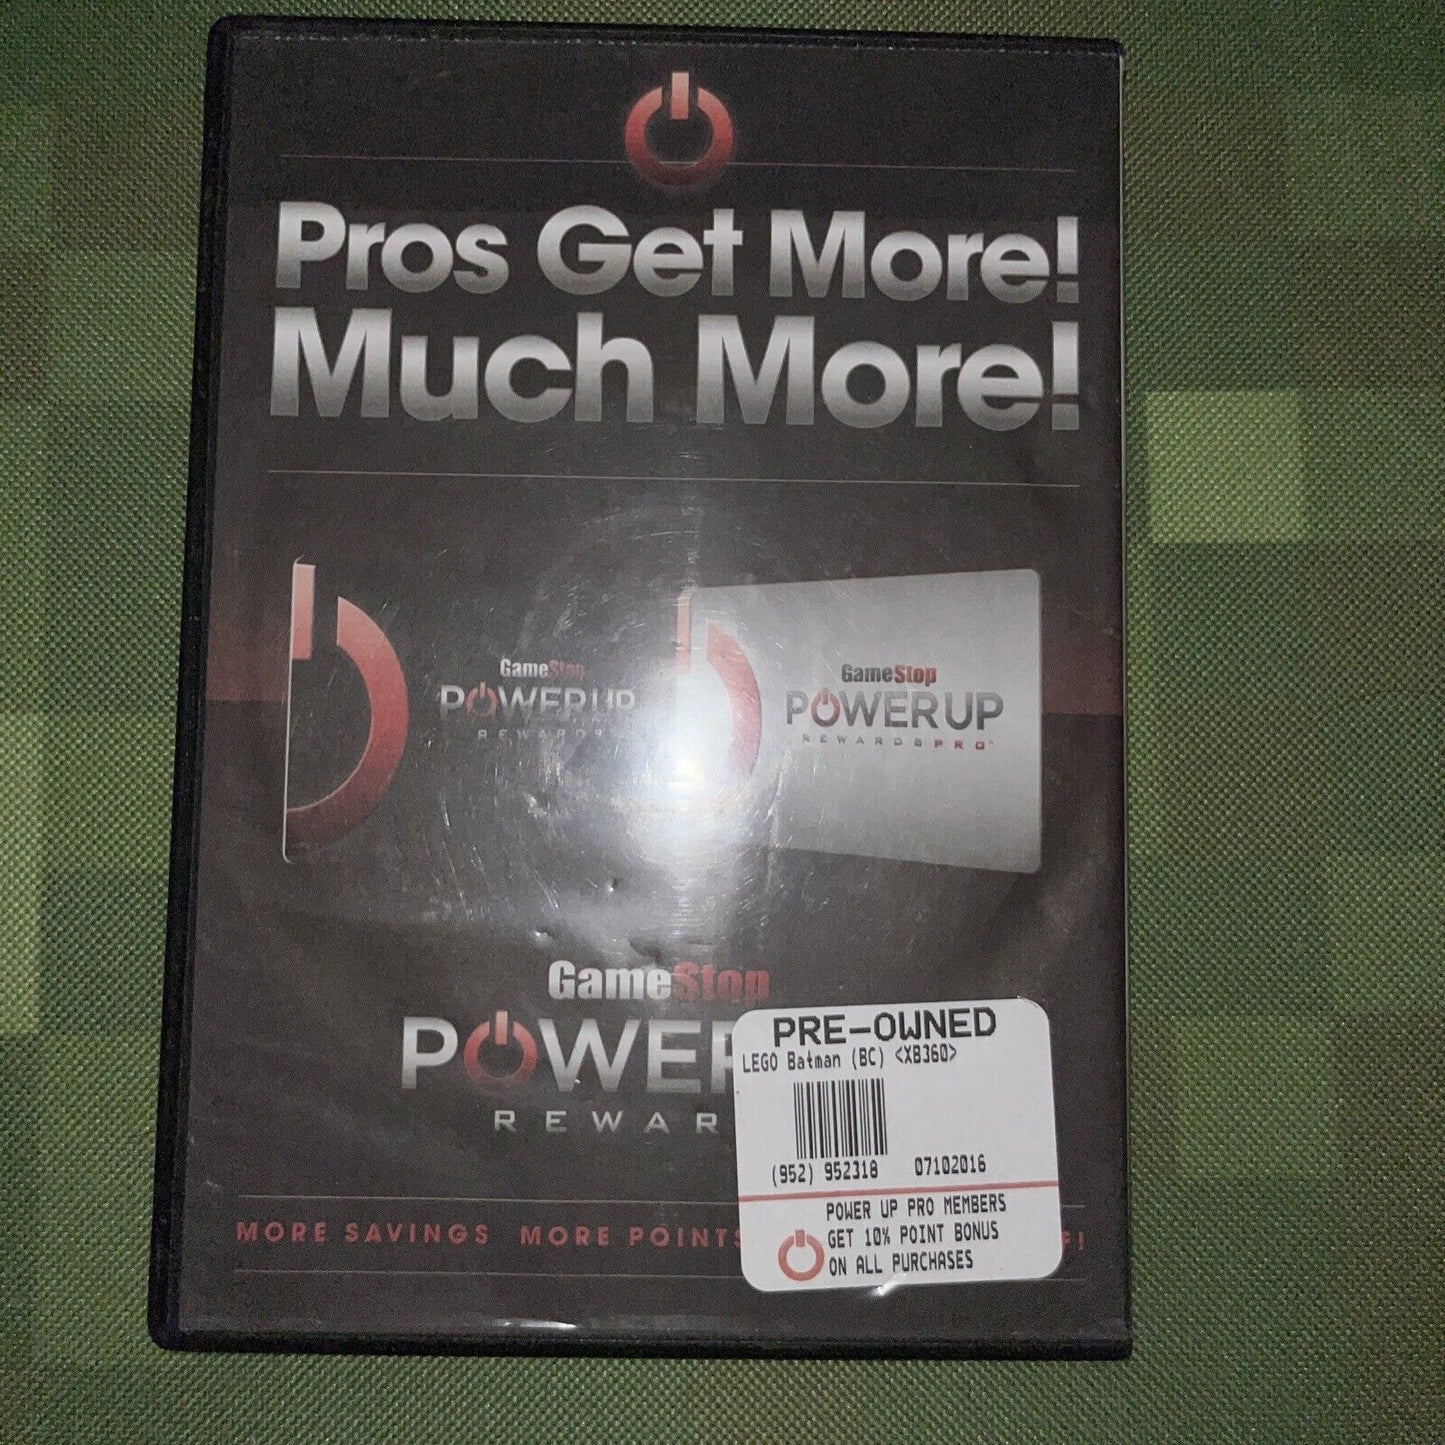 Pros Get More!
Much More!
GameStop
POWERUP
REWARDS
GameStop
POWERUP
REWARDSPRO™
GameStop
POWER
REWAR
PRE-OWNED
LEGO Batman (BC) <XB360>
(952) 952318 07102016
POWER UP PRO MEMBERS
GET 10% POINT BONUS
ON ALL PURCHASES
MORE SAVINGS MORE POINTS